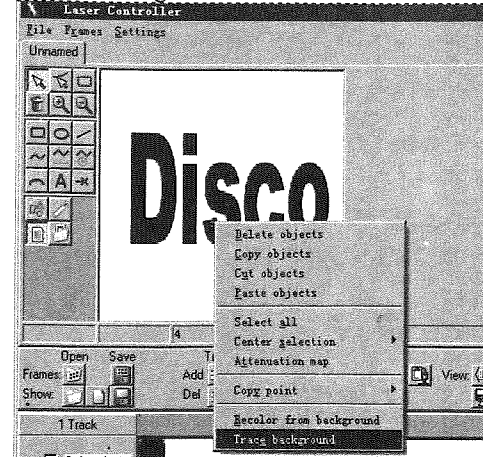 Laser Controller
File Frames Settings
Unnamed
A
Disco
Delete objects
Copy objects
Cut objects
Paste objects
Select all
Center selection
Attenuation map
Copy point
Recolor from background
Trace background
4
Open Save
Frames: Add View:
Show: Del
1 Track